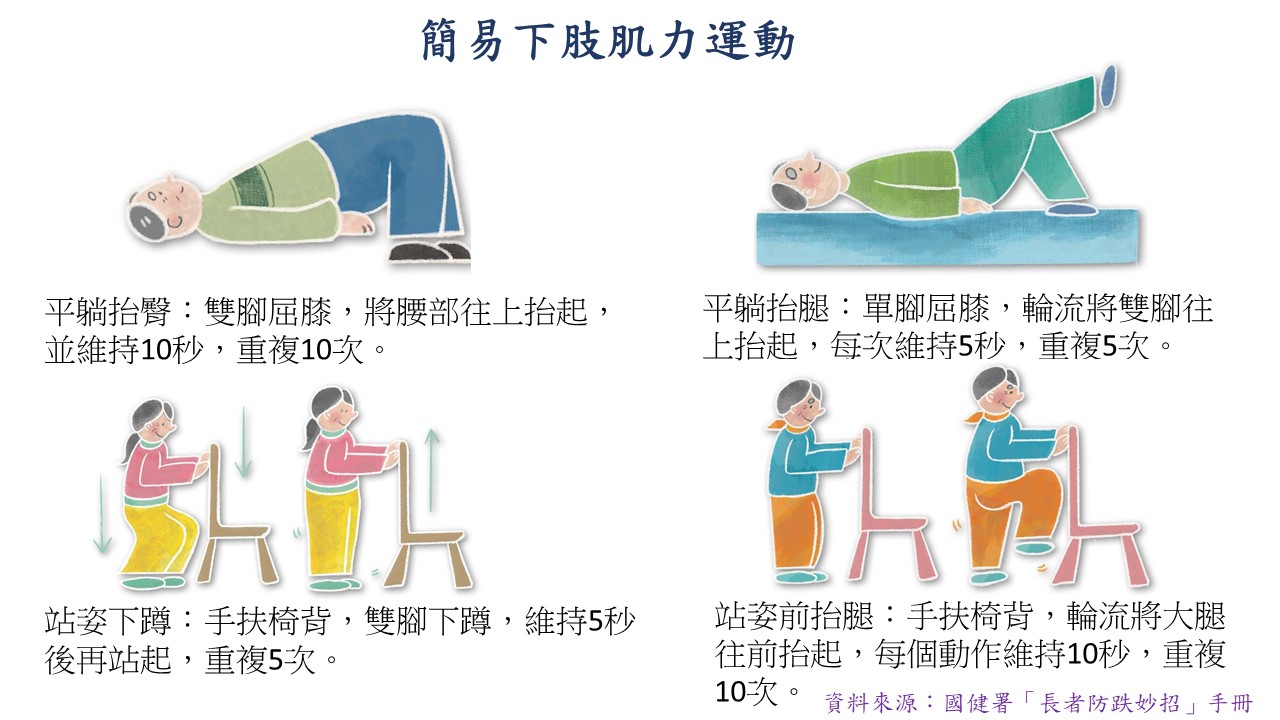 簡易下肢肌力運動
平躺抬臀：雙腳屈膝，將腰部往上抬起，
並維持10秒，重複10次。
平躺抬腿：單腳屈膝，輪流將雙腳往
上抬起，每次維持5秒，重複5次。
站姿下蹲：手扶椅背，雙腳下蹲，維持5秒
後再站起，重複5次。
站姿前抬腿：手扶椅背，輪流將大腿
往前抬起，每個動作維持10秒，重複
10次。
資料來源：國健署「長者防跌妙招」手冊